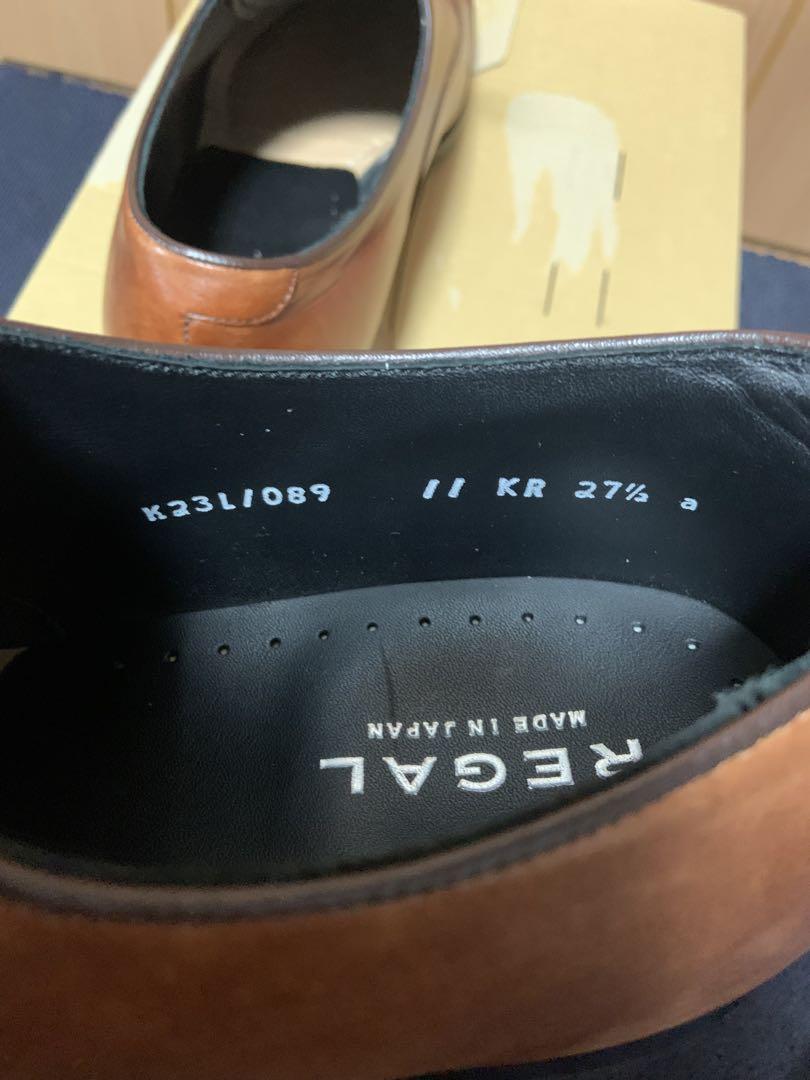 K23L/089 11 KR 27½ a
REGAL
MADE IN JAPAN